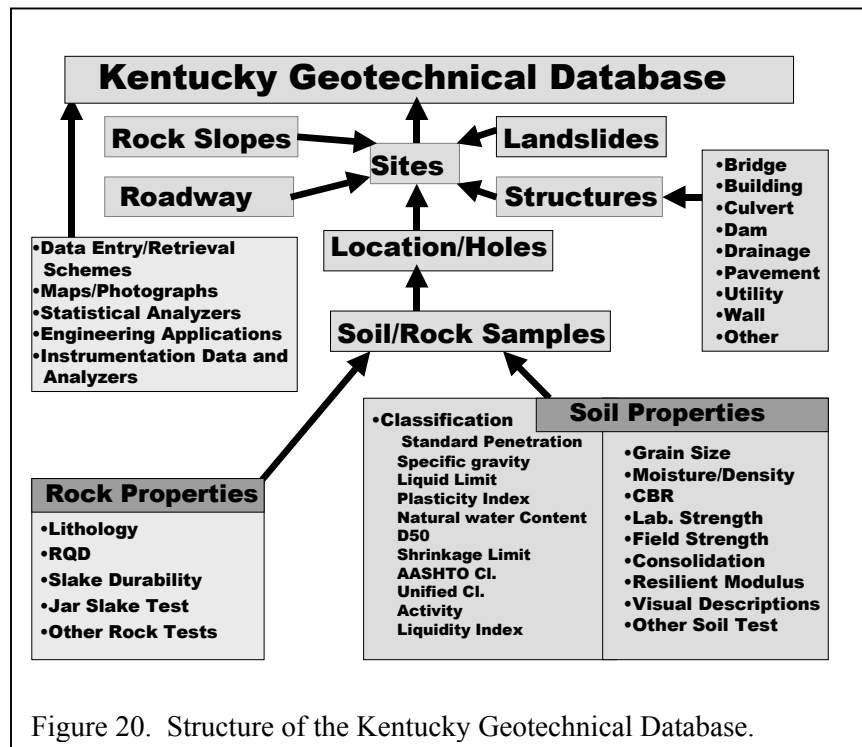 Kentucky Geotechnical Database
Rock Slopes
Landslides
Sites
Roadway
Structures
•Bridge
•Building
•Culvert
•Dam
•Drainage
•Pavement
•Utility
•Wall
•Other
Location/Holes
•Data Entry/Retrieval
Schemes
•Maps/Photographs
•Statistical Analyzers
•Engineering Applications
•Instrumentation Data and
Analyzers
Soil/Rock Samples
Rock Properties
•Lithology
•RQD
•Slake Durability
•Jar Slake Test
•Other Rock Tests
Soil Properties
•Classification
Standard Penetration
Specific gravity
Liquid Limit
Plasticity Index
Natural water Content
D50
Shrinkage Limit
AASHTO Cl.
Unified Cl.
Activity
Liquidity Index
•Grain Size
•Moisture/Density
•CBR
•Lab. Strength
•Field Strength
•Consolidation
•Resilient Modulus
•Visual Descriptions
•Other Soil Test
Figure 20. Structure of the Kentucky Geotechnical Database.